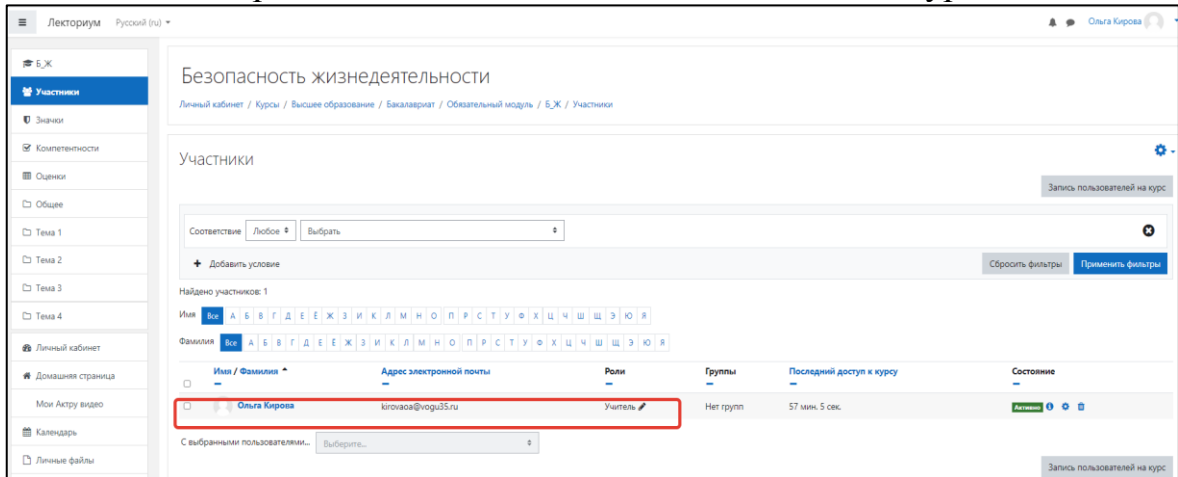 Лекториум Русский (ru) Ольга Кирова
Б_Ж
Участники
Значки
Компетентности
Оценки
Общее
Тема 1
Тема 2
Тема 3
Тема 4
Личный кабинет
Домашняя страница
Мои Актру видео
Календарь
Личные файлы
Безопасность жизнедеятельности
Личный кабинет / Курсы / Высшее образование / Бакалавриат / Обязательный модуль / Б_Ж / Участники
Участники
Запись пользователей на курс
Соответствие Любое Выбрать
Добавить условие Сбросить фильтры Применить фильтры
Найдено участников: 1
Имя Все А Б В Г Д Е Ё Ж З И К Л М Н О П Р С Т У Ф Х Ц Ч Ш Щ Э Ю Я
Фамилия Все А Б В Г Д Е Ё Ж З И К Л М Н О П Р С Т У Ф Х Ц Ч Ш Щ Э Ю Я
Имя / Фамилия Адрес электронной почты Роли Группы Последний доступ к курсу Состояние
Ольга Кирова kirovaoa@vogu35.ru Учитель Нет групп 57 мин. 5 сек. Активно
С выбранными пользователями... Выберите...
Запись пользователей на курс